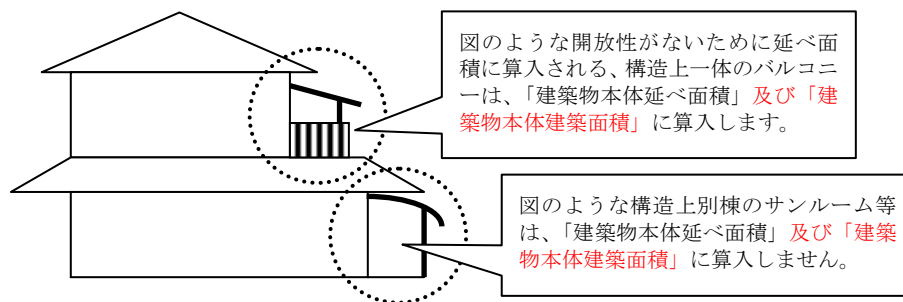 図のような開放性がないために延べ面
積に算入される、構造上一体のバルコニ
ーは、「建築物本体延べ面積」及び「建
築物本体建築面積」に算入します。
図のような構造上別棟のサンルーム等
は、「建築物本体延べ面積」及び「建築
物本体建築面積」に算入しません。